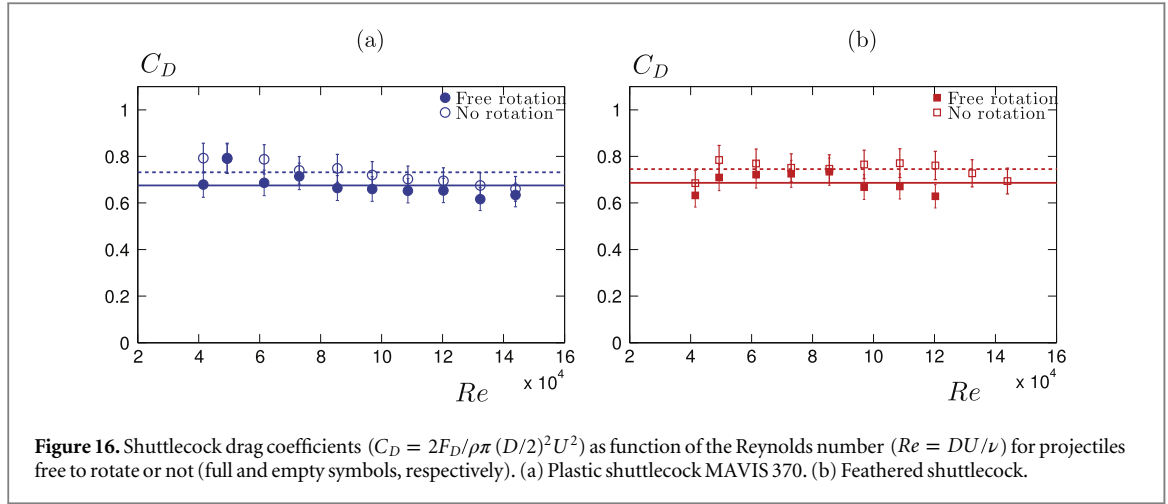 (a)
C_D
1
0.8
0.6
0.4
0.2
0
2 4 6 8 10 12 14 16
x 10^4
Re
Free rotation
No rotation
(b)
C_D
1
0.8
0.6
0.4
0.2
0
2 4 6 8 10 12 14 16
x 10^4
Re
Free rotation
No rotation
Figure 16. Shuttlecock drag coefficients (C_D = 2F_D/ρπ (D/2)^2U^2) as function of the Reynolds number (Re = DU/ν) for projectiles
free to rotate or not (full and empty symbols, respectively). (a) Plastic shuttlecock MAVIS 370. (b) Feathered shuttlecock.